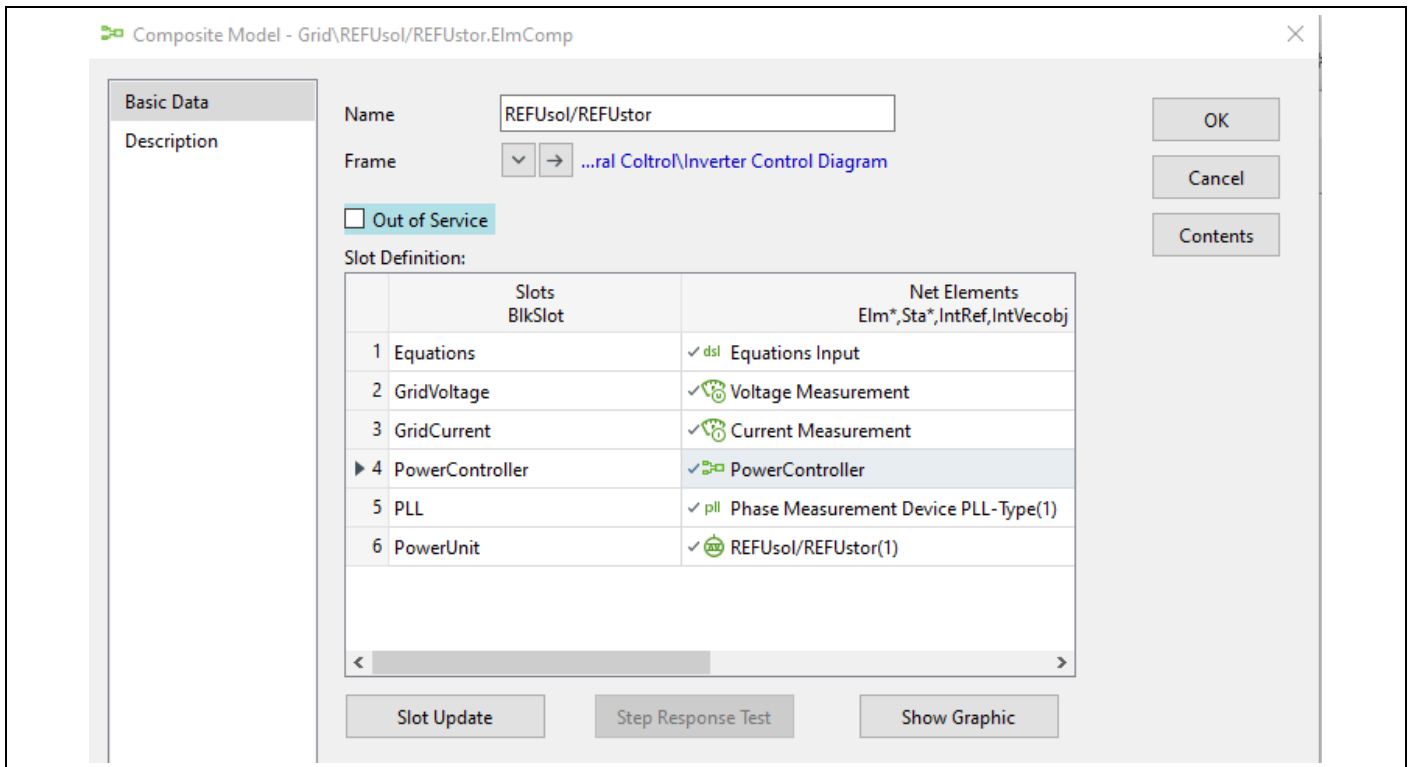 Composite Model - Grid\REFUsol/REFUstor.ElmComp
Basic Data
Description
Name REFUsol/REFUstor
Frame ...ral Coltrol\Inverter Control Diagram
Out of Service
Slot Definition:
Slots Net Elements
BlkSlot Elm*,Sta*,IntRef,IntVecobj
1 Equations dsl Equations Input
2 GridVoltage Voltage Measurement
3 GridCurrent Current Measurement
4 PowerController PowerController
5 PLL pll Phase Measurement Device PLL-Type(1)
6 PowerUnit REFUsol/REFUstor(1)
Slot Update Step Response Test Show Graphic
OK
Cancel
Contents